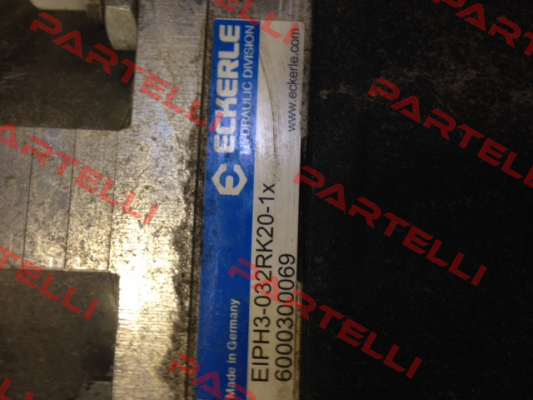 ECKERLE
HYDRAULIC DIVISION
www.eckerle.com
Made in Germany
EIPH3-032RK20-1x
6000300069
PARTELLI
PARTELLI
PARTELLI
PARTELLI
PARTELLI
PARTELLI